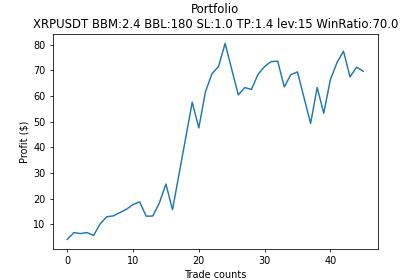 Portfolio
XRPUSDT BBM:2.4 BBL:180 SL:1.0 TP:1.4 lev:15 WinRatio:70.0
80
70
60
50
40
30
20
10
Profit ($)
0 10 20 30 40
Trade counts